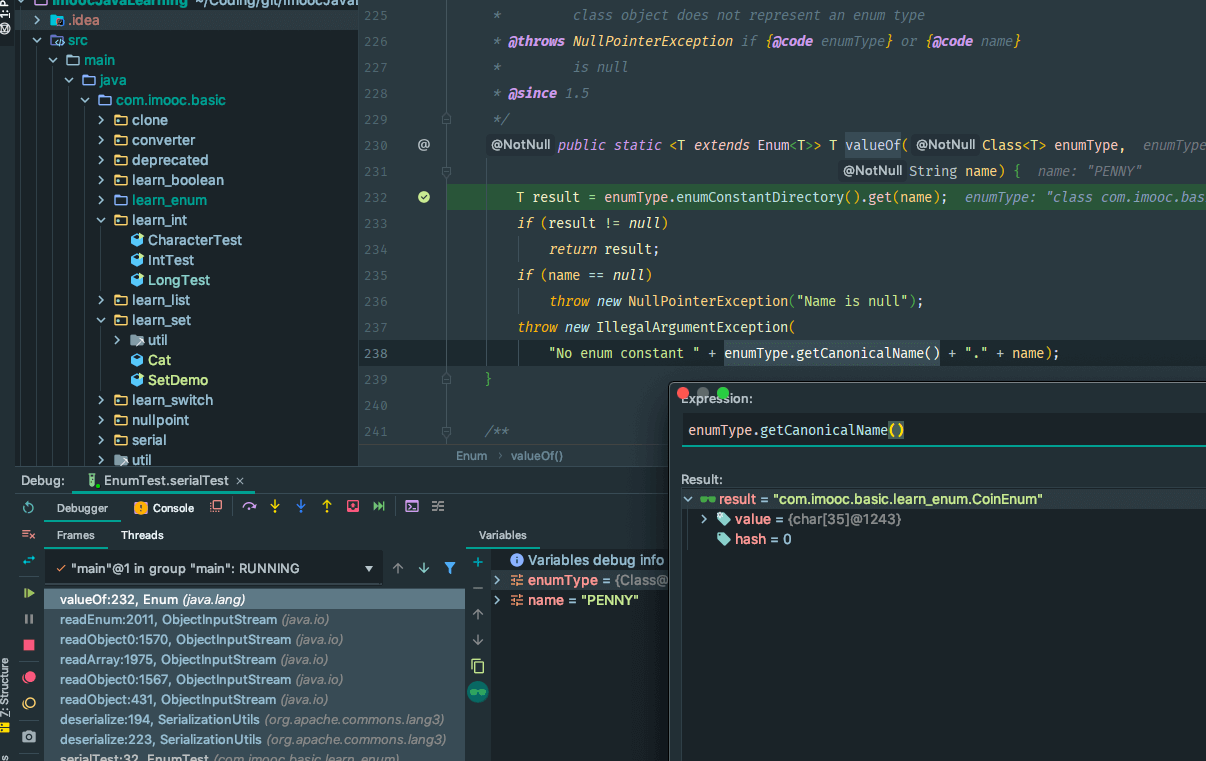 .idea
src
main
java
com.imooc.basic
clone
converter
deprecated
learn_boolean
learn_enum
learn_int
CharacterTest
IntTest
LongTest
learn_list
learn_set
util
Cat
SetDemo
learn_switch
nullpoint
serial
util
225 * class object does not represent an enum type
226 * @throws NullPointerException if {@code enumType} or {@code name}
227 * is null
228 * @since 1.5
229 */
230 @ @NotNull public static <T extends Enum<T>> T valueOf( @NotNull Class<T> enumType, enumType
231 @NotNull String name) { name: "PENNY"
232 T result = enumType.enumConstantDirectory().get(name); enumType: "class com.imooc.bas
233 if (result != null)
234 return result;
235 if (name == null)
236 throw new NullPointerException("Name is null");
237 throw new IllegalArgumentException(
238 "No enum constant " + enumType.getCanonicalName() + "." + name);
239 }
240
241 /**
Enum valueOf()
Expression:
enumType.getCanonicalName()
Result:
result = "com.imooc.basic.learn_enum.CoinEnum"
value = {char[35]@1243}
hash = 0
Debug: EnumTest.serialTest ×
Debugger Console
Frames Threads
"main"@1 in group "main": RUNNING
valueOf:232, Enum (java.lang)
readEnum:2011, ObjectInputStream (java.io)
readObject0:1570, ObjectInputStream (java.io)
readArray:1975, ObjectInputStream (java.io)
readObject0:1567, ObjectInputStream (java.io)
readObject:431, ObjectInputStream (java.io)
deserialize:194, SerializationUtils (org.apache.commons.lang3)
deserialize:223, SerializationUtils (org.apache.commons.lang3)
serialTest:32, EnumTest (com.imooc.basic.learn_enum)
Variables
Variables debug info
enumType = {Class@
name = "PENNY"
Z: Structure